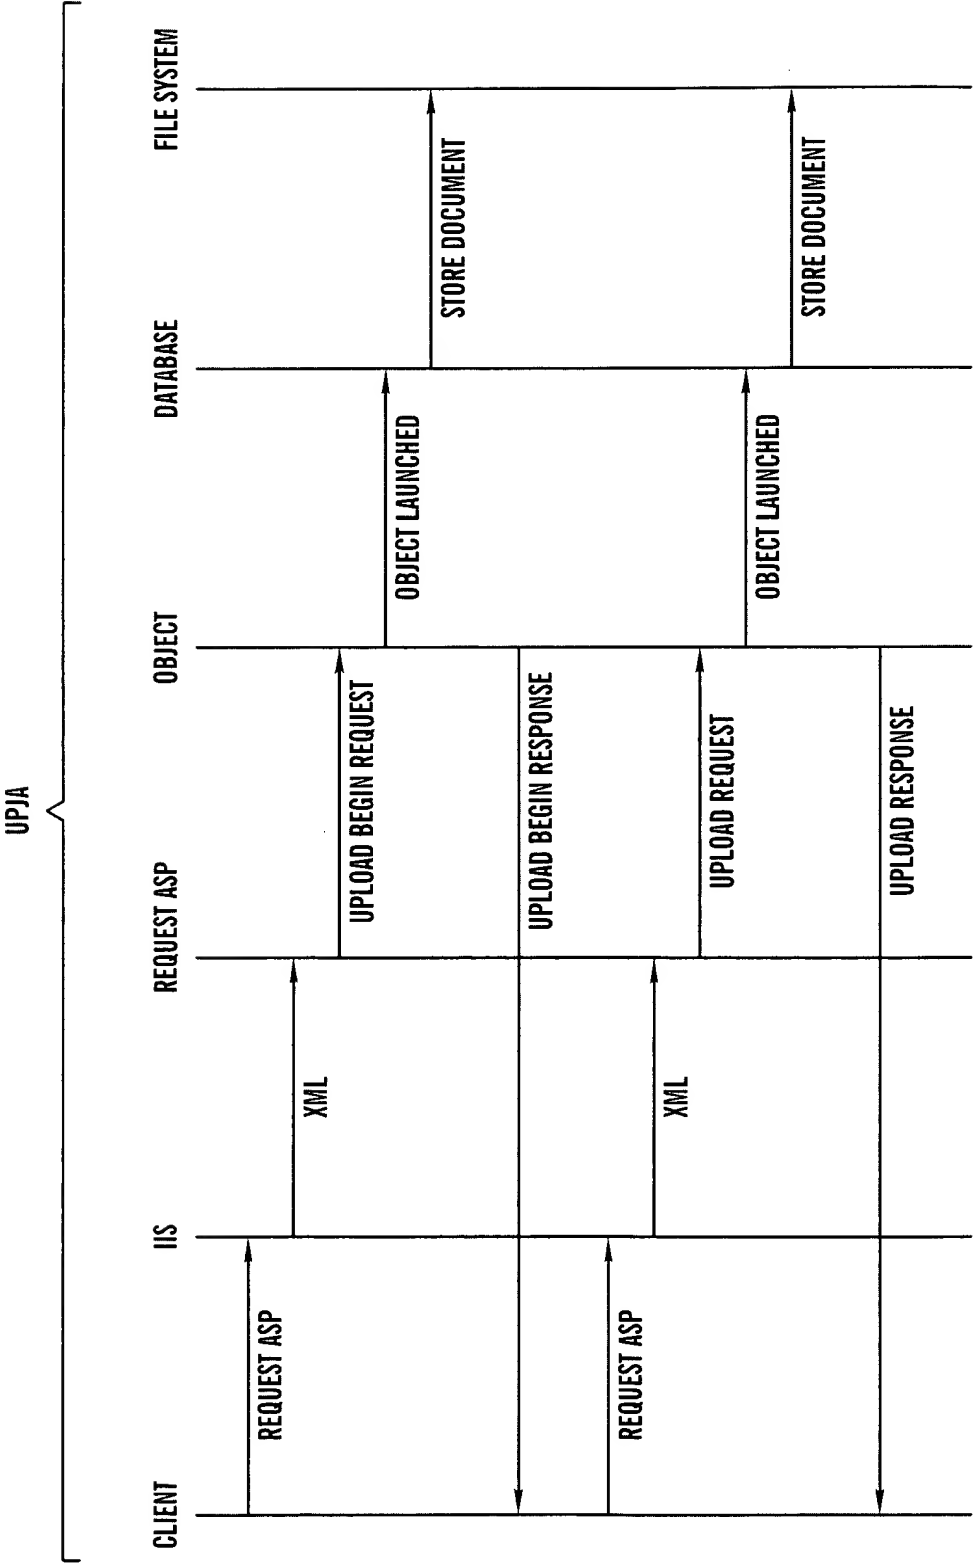 UPJA
CLIENT
IIS
REQUEST ASP
OBJECT
DATABASE
FILE SYSTEM
REQUEST ASP
XML
UPLOAD BEGIN REQUEST
OBJECT LAUNCHED
STORE DOCUMENT
UPLOAD BEGIN RESPONSE
REQUEST ASP
XML
UPLOAD REQUEST
OBJECT LAUNCHED
STORE DOCUMENT
UPLOAD RESPONSE